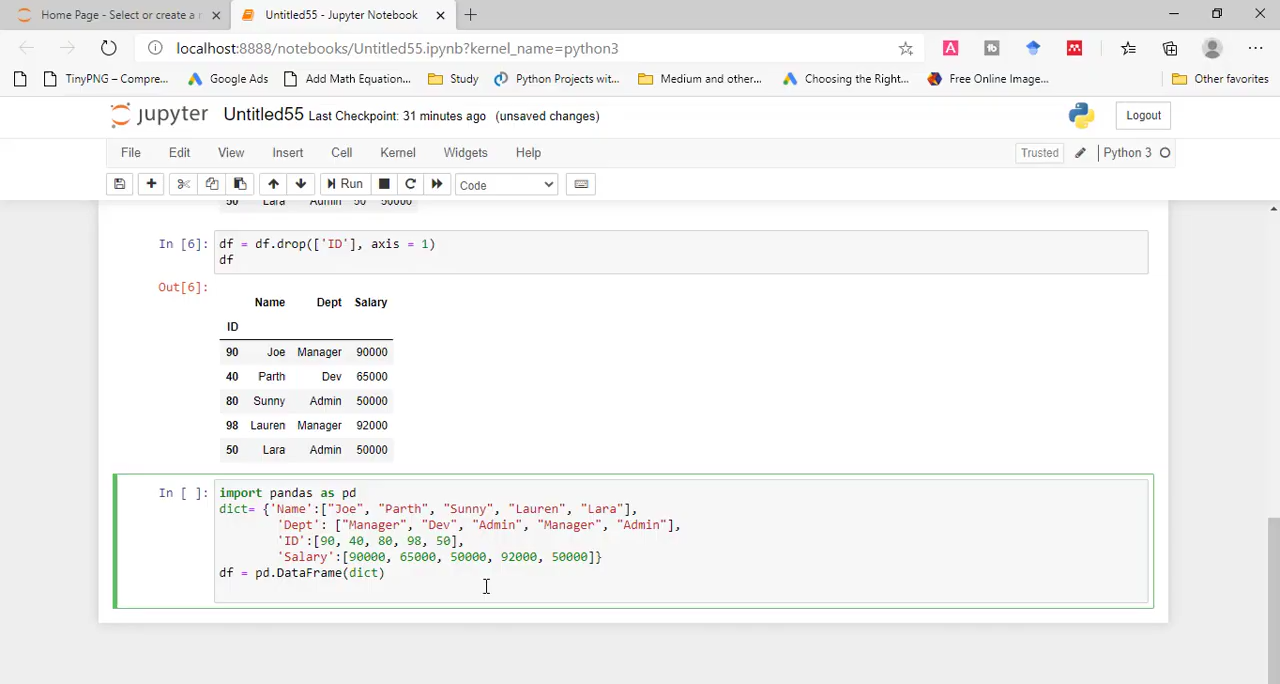 Home Page - Select or create a n
Untitled55 - Jupyter Notebook
localhost:8888/notebooks/Untitled55.ipynb?kernel_name=python3
TinyPNG – Compre...
Google Ads
Add Math Equation...
Study
Python Projects wit...
Medium and other...
Choosing the Right...
Free Online Image...
Other favorites
jupyter Untitled55 Last Checkpoint: 31 minutes ago (unsaved changes)
Logout
File Edit View Insert Cell Kernel Widgets Help
Trusted
Python 3
Run
Code
50 Lara Admin 50 50000
In [6]: df = df.drop(['ID'], axis = 1)
df
Out[6]:
Name Dept Salary
ID
90 Joe Manager 90000
40 Parth Dev 65000
80 Sunny Admin 50000
98 Lauren Manager 92000
50 Lara Admin 50000
In [ ]: import pandas as pd
dict= {'Name':["Joe", "Parth", "Sunny", "Lauren", "Lara"],
'Dept': ["Manager", "Dev", "Admin", "Manager", "Admin"],
'ID':[90, 40, 80, 98, 50],
'Salary':[90000, 65000, 50000, 92000, 50000]}
df = pd.DataFrame(dict)